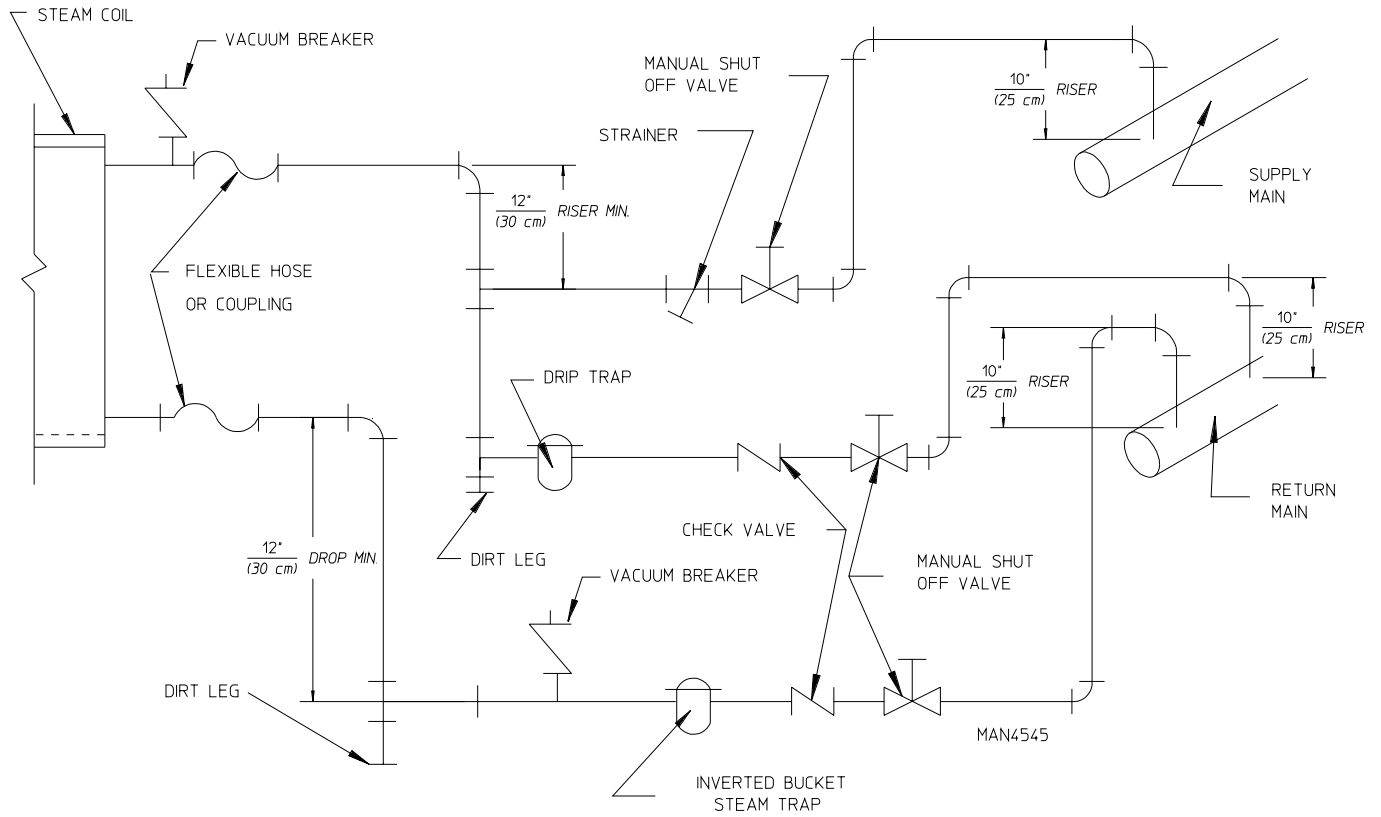 STEAM COIL
VACUUM BREAKER
MANUAL SHUT
OFF VALVE
10"
(25 cm) RISER
STRAINER
SUPPLY
MAIN
12"
(30 cm) RISER MIN.
FLEXIBLE HOSE
OR COUPLING
10"
(25 cm) RISER
10"
(25 cm) RISER
DRIP TRAP
RETURN
MAIN
CHECK VALVE
12"
(30 cm) DROP MIN.
DIRT LEG
VACUUM BREAKER
MANUAL SHUT
OFF VALVE
DIRT LEG
MAN4545
INVERTED BUCKET
STEAM TRAP